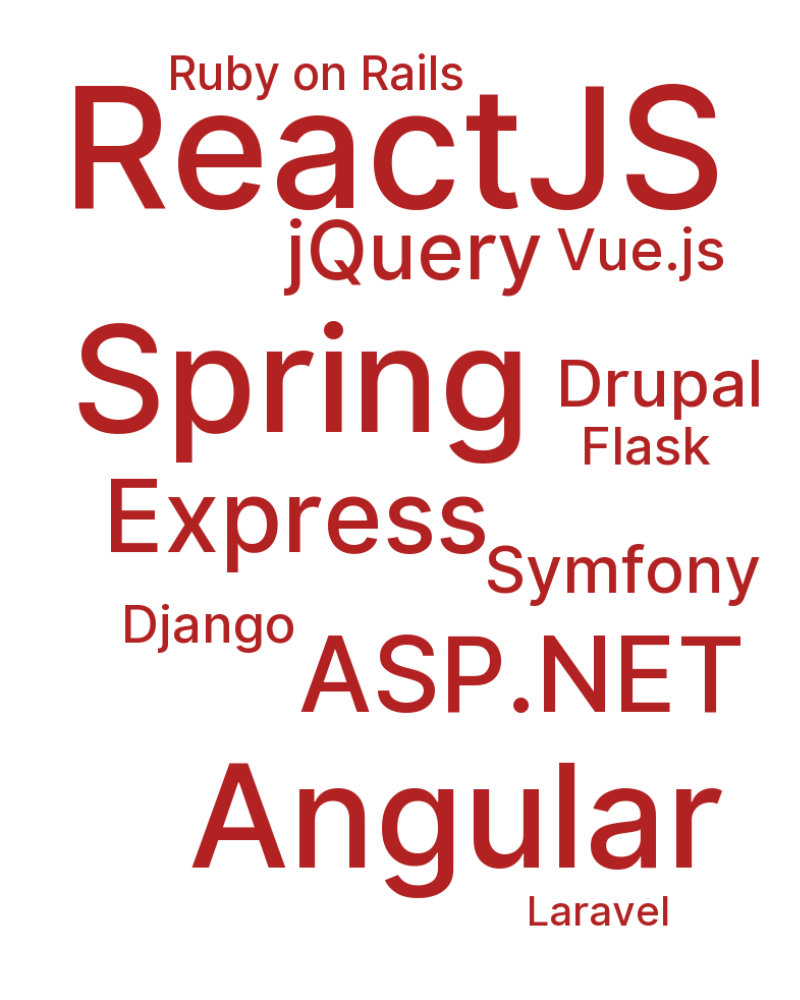 Ruby on Rails
ReactJS
jQuery
Vue.js
Spring
Drupal
Flask
Express
Symfony
Django
ASP.NET
Angular
Laravel